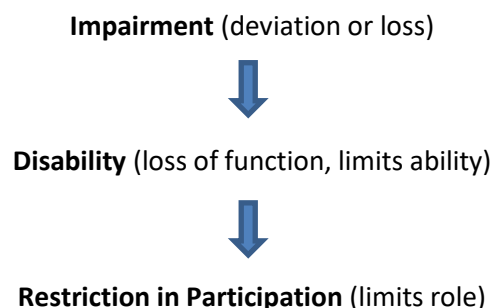 Impairment (deviation or loss)
Disability (loss of function, limits ability)
Restriction in Participation (limits role)